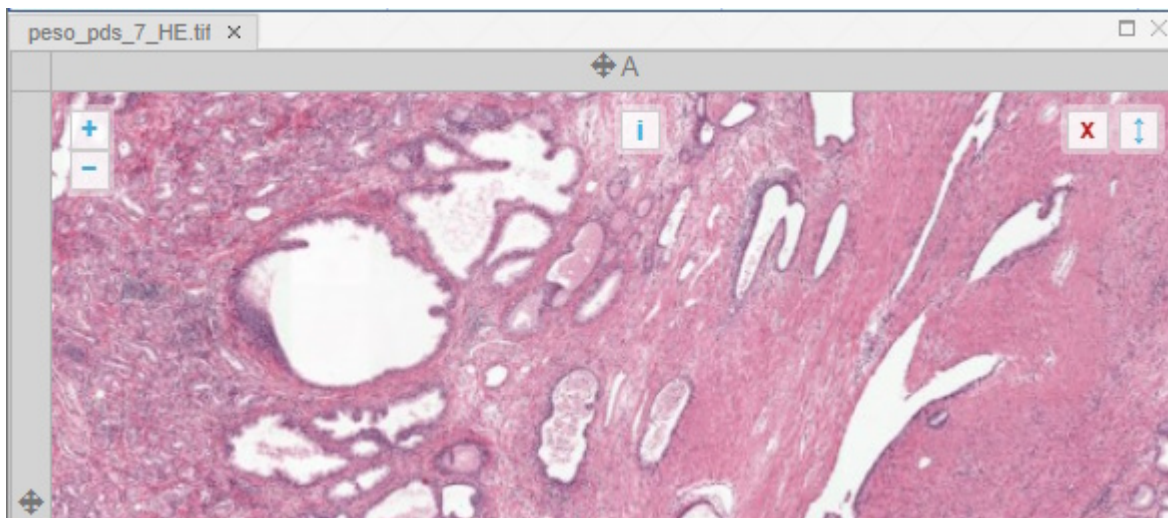 peso_pds_7_HE.tif
A
+
i
x
−